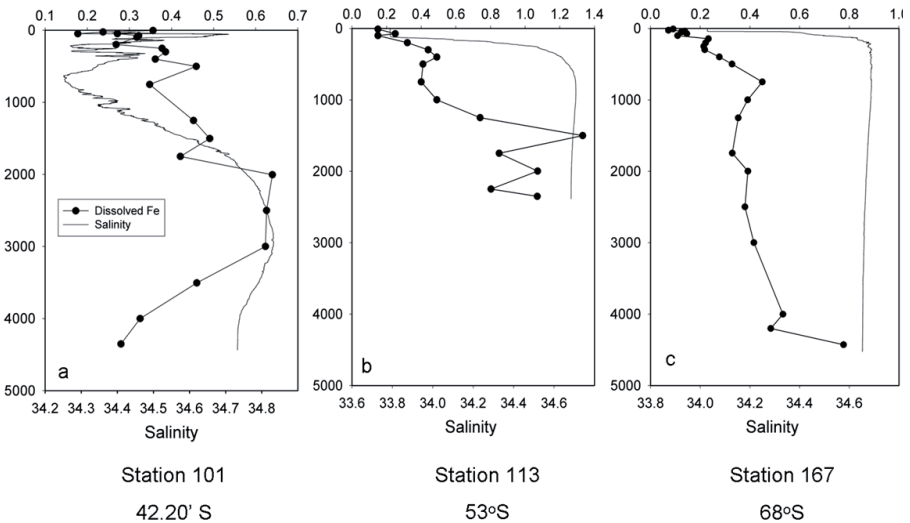 0.1 0.2 0.3 0.4 0.5 0.6 0.7
0
1000
2000
3000
4000
5000
Dissolved Fe
Salinity
a
34.2 34.3 34.4 34.5 34.6 34.7 34.8
Salinity
0.0 0.2 0.4 0.6 0.8 1.0 1.2 1.4
0
1000
2000
3000
4000
5000
b
33.6 33.8 34.0 34.2 34.4 34.6
Salinity
0.0 0.2 0.4 0.6 0.8 1.0
0
1000
2000
3000
4000
5000
c
33.8 34.0 34.2 34.4 34.6
Salinity
Station 101
42.20' S
Station 113
53°S
Station 167
68°S